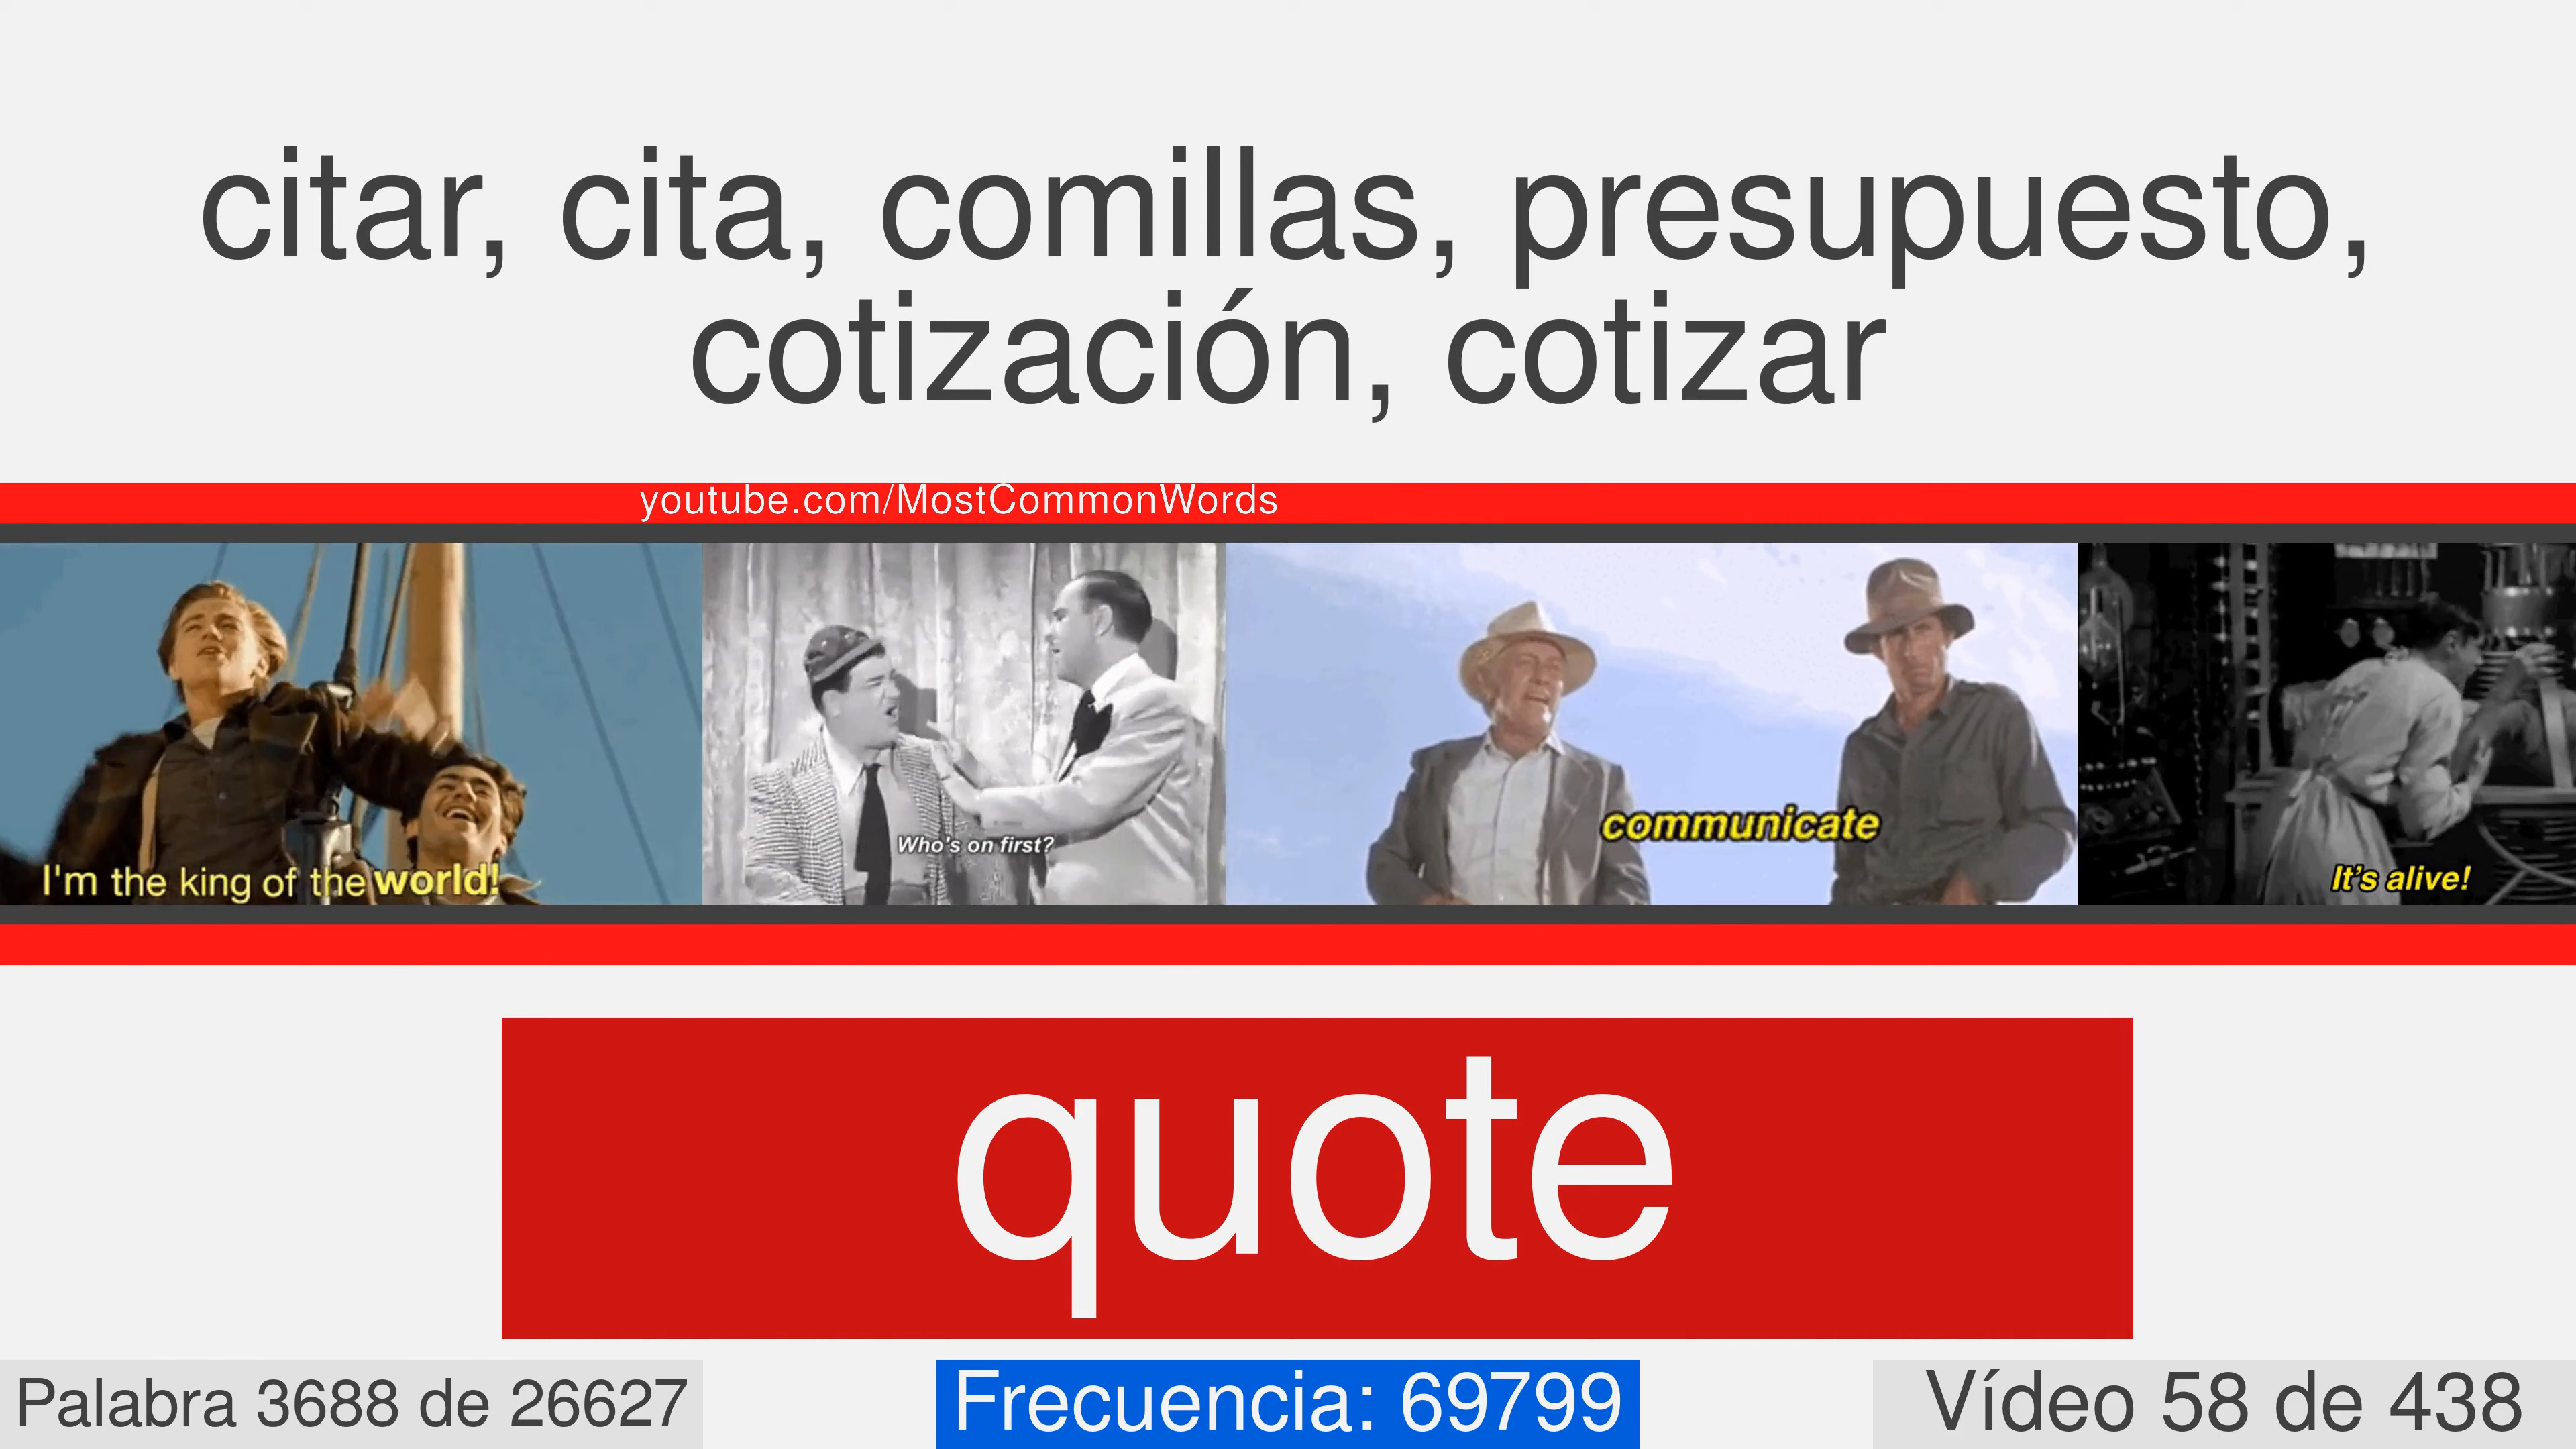 citar, cita, comillas, presupuesto,
cotización, cotizar
youtube.com/MostCommonWords
I'm the king of the world!
Who's on first?
communicate
It's alive!
quote
Palabra 3688 de 26627
Frecuencia: 69799
Vídeo 58 de 438